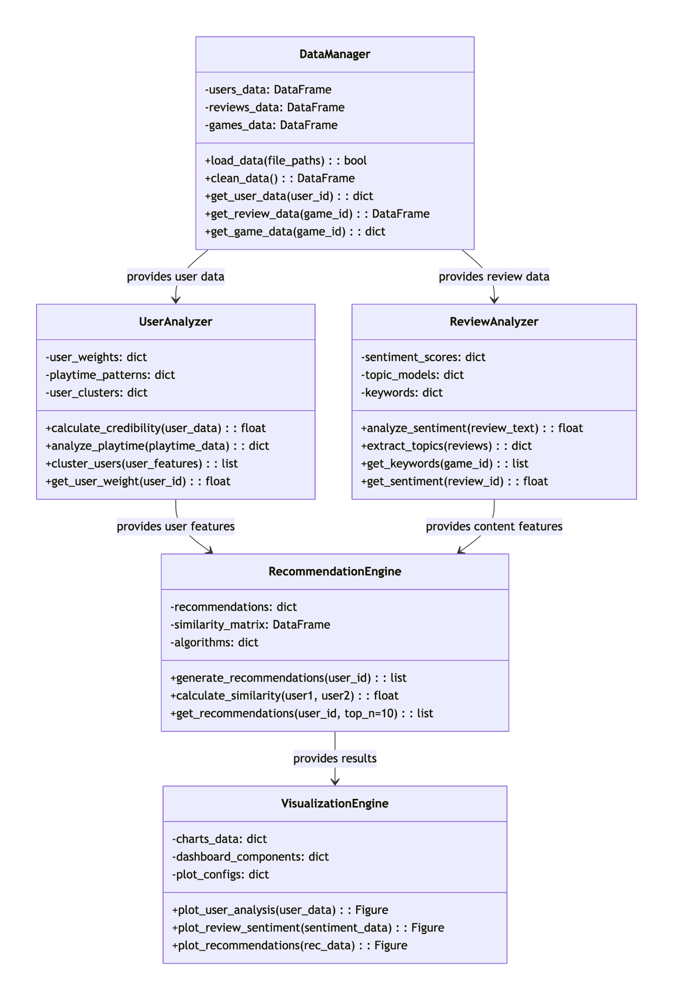 DataManager
-users_data: DataFrame
-reviews_data: DataFrame
-games_data: DataFrame
+load_data(file_paths) : : bool
+clean_data() : : DataFrame
+get_user_data(user_id) : : dict
+get_review_data(game_id) : : DataFrame
+get_game_data(game_id) : : dict
provides user data
provides review data
UserAnalyzer
-user_weights: dict
-playtime_patterns: dict
-user_clusters: dict
+calculate_credibility(user_data) : : float
+analyze_playtime(playtime_data) : : dict
+cluster_users(user_features) : : list
+get_user_weight(user_id) : : float
ReviewAnalyzer
-sentiment_scores: dict
-topic_models: dict
-keywords: dict
+analyze_sentiment(review_text) : : float
+extract_topics(reviews) : : dict
+get_keywords(game_id) : : list
+get_sentiment(review_id) : : float
provides user features
provides content features
RecommendationEngine
-recommendations: dict
-similarity_matrix: DataFrame
-algorithms: dict
+generate_recommendations(user_id) : : list
+calculate_similarity(user1, user2) : : float
+get_recommendations(user_id, top_n=10) : : list
provides results
VisualizationEngine
-charts_data: dict
-dashboard_components: dict
-plot_configs: dict
+plot_user_analysis(user_data) : : Figure
+plot_review_sentiment(sentiment_data) : : Figure
+plot_recommendations(rec_data) : : Figure